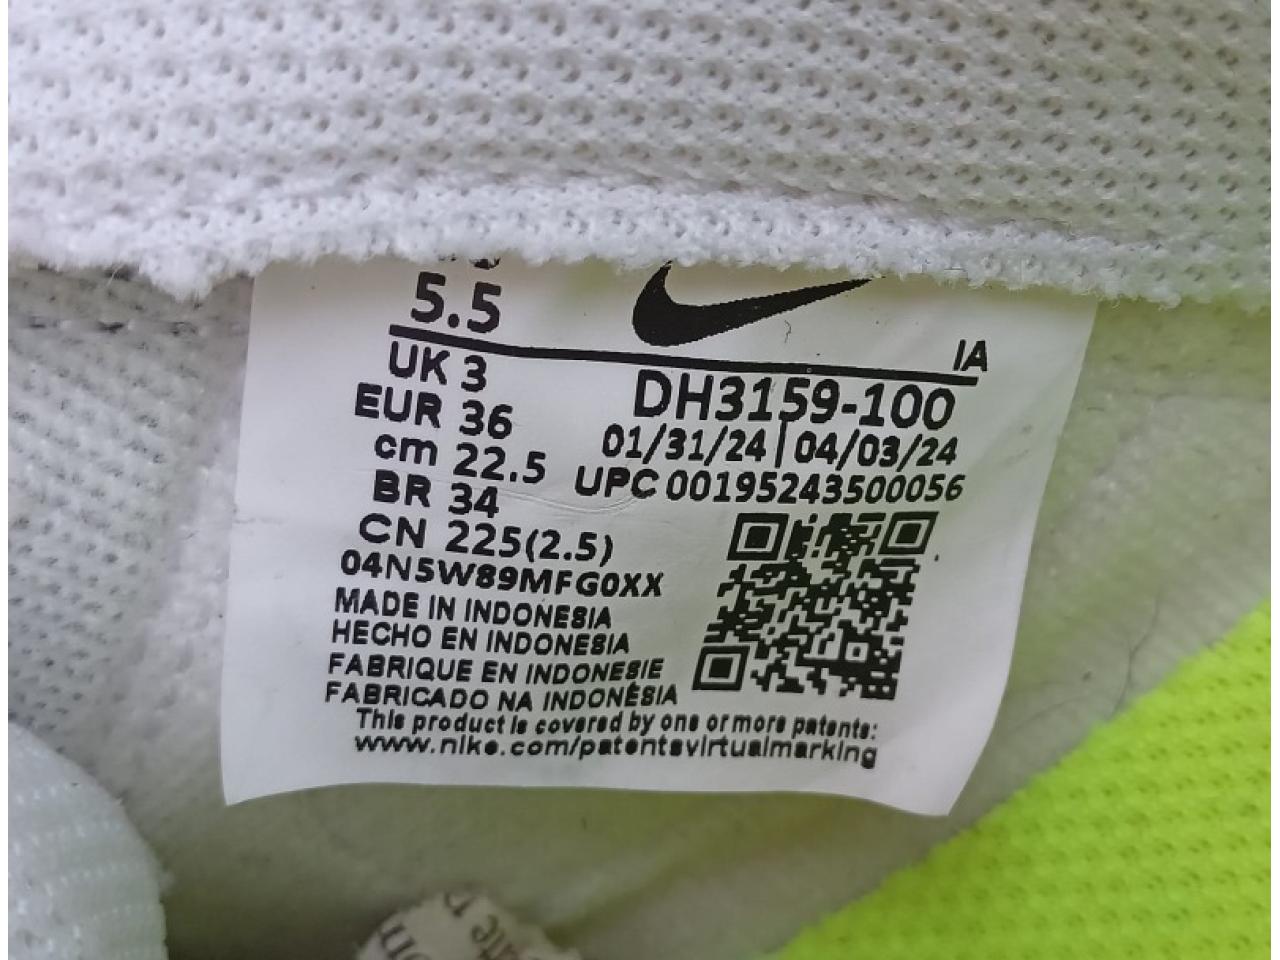 5.5
IA
UK 3
DH3159-100
EUR 36
01/31/24 | 04/03/24
cm 22.5
UPC 00195243500056
BR 34
CN 225(2.5)
04N5W89MFG0XX
MADE IN INDONESIA
HECHO EN INDONESIA
FABRIQUE EN INDONESIE
FABRICADO NA INDONÉSIA
This product is covered by one or more patents:
www.nike.com/patentsvirtualmarking